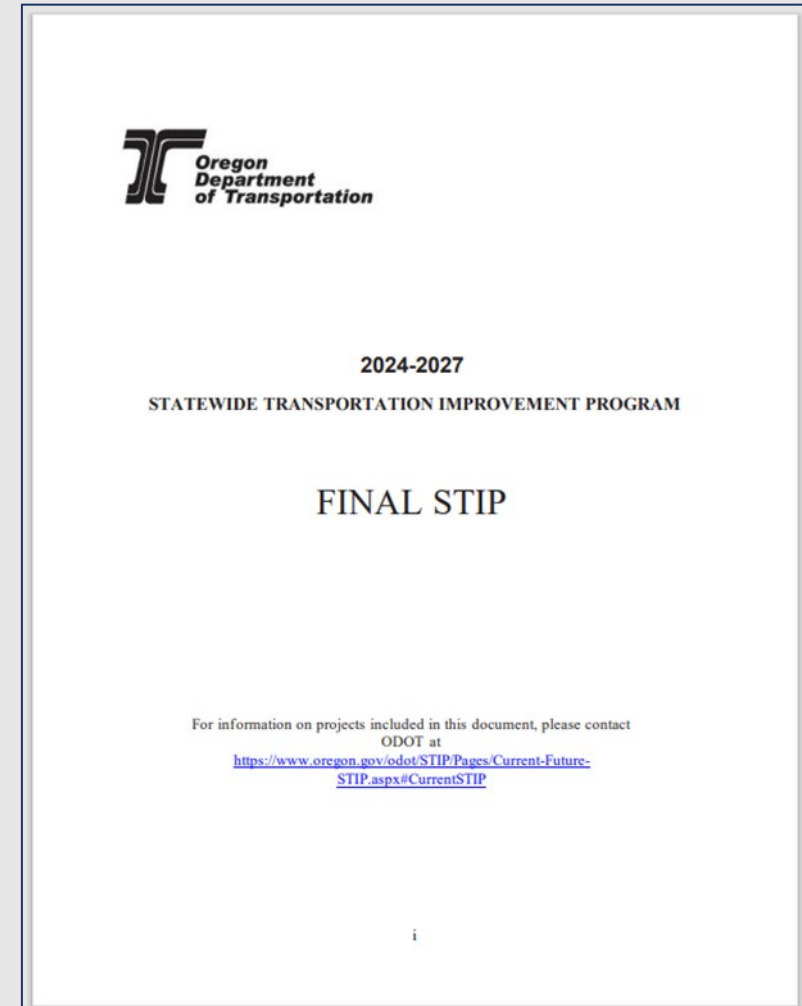 Oregon
Department
of Transportation
2024-2027
STATEWIDE TRANSPORTATION IMPROVEMENT PROGRAM
FINAL STIP
For information on projects included in this document, please contact
ODOT at
https://www.oregon.gov/odot/STIP/Pages/Current-Future-
STIP.aspx#CurrentSTIP
i